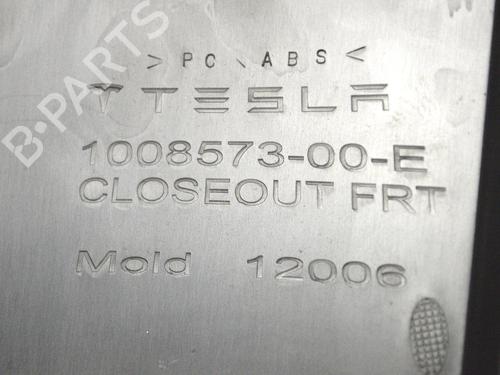 > PC ABS <
TESLA
1008573-00-E
CLOSEOUT FRT
Mold 12006
B-PARTS